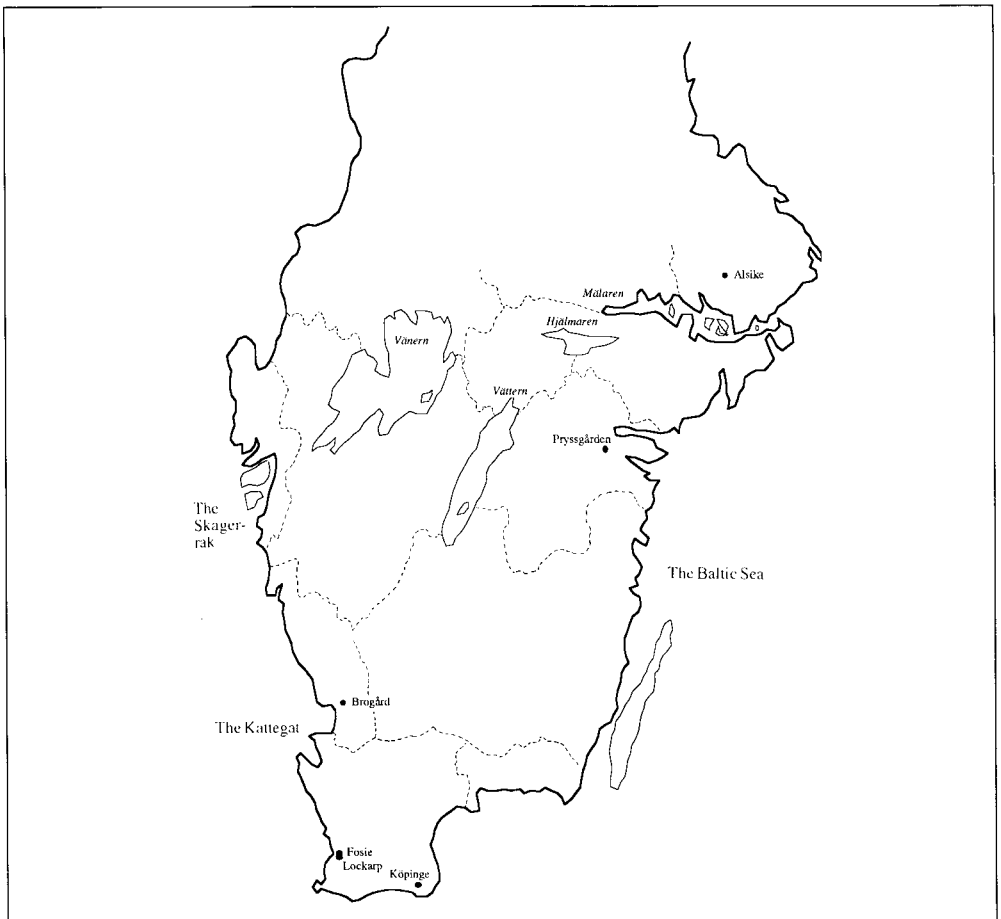 Alsike
Mälaren
Hjälmaren
Vänern
Vättern
Pryssgården
The
Skager-
rak
The Baltic Sea
Brogård
The Kattegat
Fosie
Lockarp
Köpinge